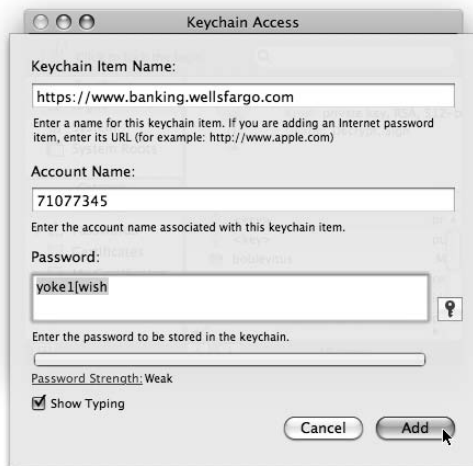 Keychain Access
Keychain Item Name:
https://www.banking.wellsfargo.com
Enter a name for this keychain item. If you are adding an Internet password
item, enter its URL (for example: http://www.apple.com)
Account Name:
71077345
Enter the account name associated with this keychain item.
Password:
yoke1[wish
Enter the password to be stored in the keychain.
Password Strength: Weak
Show Typing
Cancel
Add